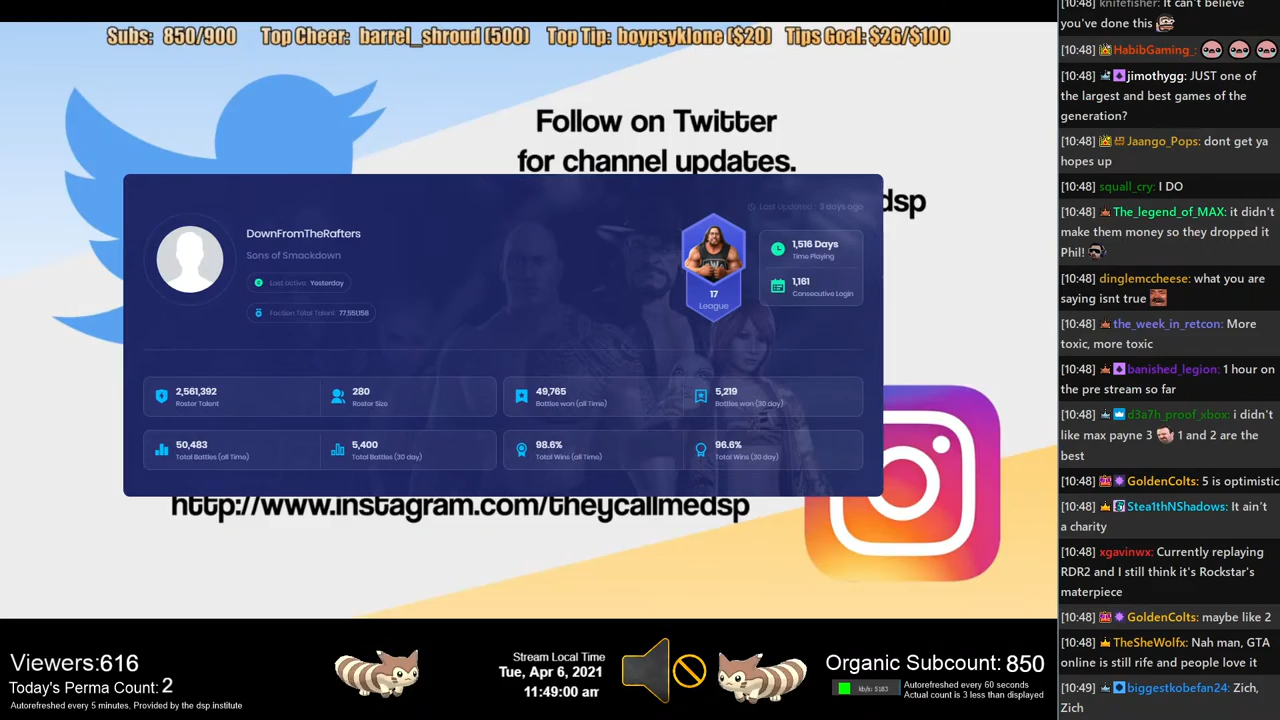 Subs: 850/900 Top Cheer: barrel_shroud (500) Top Tip: boypsyklone ($20) Tips Goal: $26/$100
Follow on Twitter
for channel updates.
dsp
Last Updated : 3 days ago
DownFromTheRafters
Sons of Smackdown
Last active: Yesterday
Faction Total Talent: 77,551,158
17
League
1,516 Days
Time Playing
1,161
Consecutive Login
2,561,392
Roster Talent
280
Roster Size
49,765
Battles won (all Time)
5,219
Battles won (30 day)
50,483
Total Battles (all Time)
5,400
Total Battles (30 day)
98.6%
Total Wins (all Time)
96.6%
Total Wins (30 day)
http://www.instagram.com/theycallmedsp
Viewers:616
Today's Perma Count: 2
Autorefreshed every 5 minutes, Provided by the dsp institute
Stream Local Time
Tue, Apr 6, 2021
11:49:00 am
Organic Subcount: 850
kb/s: 5183
Autorefreshed every 60 seconds
Actual count is 3 less than displayed
[10:48] knifefisher: It can't believe
you've done this
[10:48] HabibGaming_:
[10:48] jimothygg: JUST one of
the largest and best games of the
generation?
[10:48] Jaango_Pops: dont get ya
hopes up
[10:48] squall_cry: I DO
[10:48] The_legend_of_MAX: it didn't
make them money so they dropped it
Phil!
[10:48] dinglemccheese: what you are
saying isnt true
[10:48] the_week_in_retcon: More
toxic, more toxic
[10:48] banished_legion: 1 hour on
the pre stream so far
[10:48] d3a7h_proof_xbox: i didn't
like max payne 3 1 and 2 are the
best
[10:48] GoldenColts: 5 is optimistic
[10:48] Stea1thNShadows: It ain't
a charity
[10:48] xgavinwx: Currently replaying
RDR2 and I still think it's Rockstar's
materpiece
[10:48] GoldenColts: maybe like 2
[10:48] TheSheWolfx: Nah man, GTA
online is still rife and people love it
[10:49] biggestkobefan24: Zich,
Zich